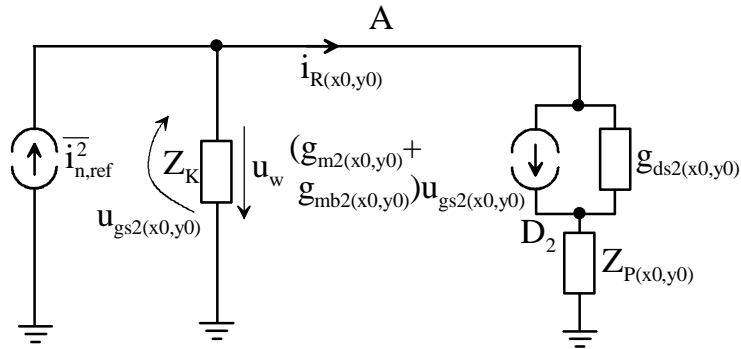 A
i_R(x0,y0)
i²_n,ref
Z_K
u_w
(g_m2(x0,y0)+
g_mb2(x0,y0))u_gs2(x0,y0)
g_ds2(x0,y0)
u_gs2(x0,y0)
D_2
Z_P(x0,y0)